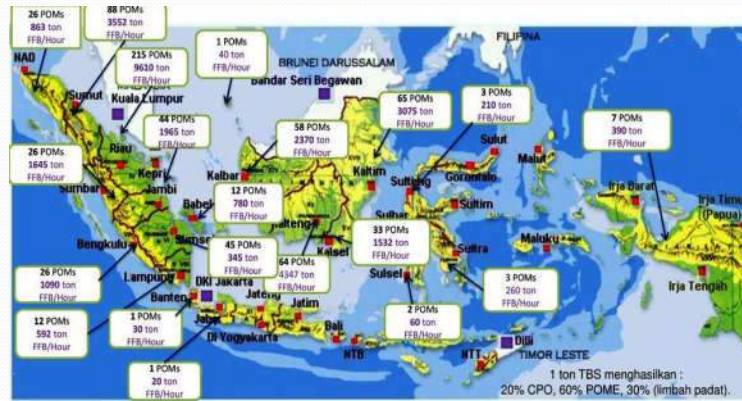 26 POMs
863 ton
FFB/Hour
88 POMs
3552 ton
FFB/Hour
215 POMs
9610 ton
FFB/Hour
1 POMs
40 ton
FFB/Hour
FILIPINA
BRUNEI DARUSSALAM
Bandar Seri Begawan
NAD
Sumut
Kuala Lumpur
44 POMs
1965 ton
FFB/Hour
58 POMs
2370 ton
FFB/Hour
65 POMs
3075 ton
FFB/Hour
3 POMs
210 ton
FFB/Hour
7 POMs
390 ton
FFB/Hour
26 POMs
1645 ton
FFB/Hour
Riau
Kepri
Kalbar
Kaltim
Sulteng
Gorontalo
Sulut
Malut
Sumbar
Jambi
Babel
12 POMs
780 ton
FFB/Hour
Kalteng
Kalsel
Sulbar
Sultim
Irja Barat
Irja Timu
(Papua)
Bengkulu
Sumsel
45 POMs
345 ton
FFB/Hour
64 POMs
4347 ton
FFB/Hour
33 POMs
1532 ton
FFB/Hour
Sultra
Maluku
26 POMs
1090 ton
FFB/Hour
Lampung
DKI Jakarta
Banten
Sulsel
3 POMs
260 ton
FFB/Hour
Irja Tengah
12 POMs
592 ton
FFB/Hour
1 POMs
30 ton
FFB/Hour
Jateng
Jatim
DI Yogyakarta
Bali
NTB
2 POMs
60 ton
FFB/Hour
Dilli
TIMOR LESTE
NTT
1 POMs
20 ton
FFB/Hour
1 ton TBS menghasilkan :
20% CPO, 60% POME, 30% (limbah padat).